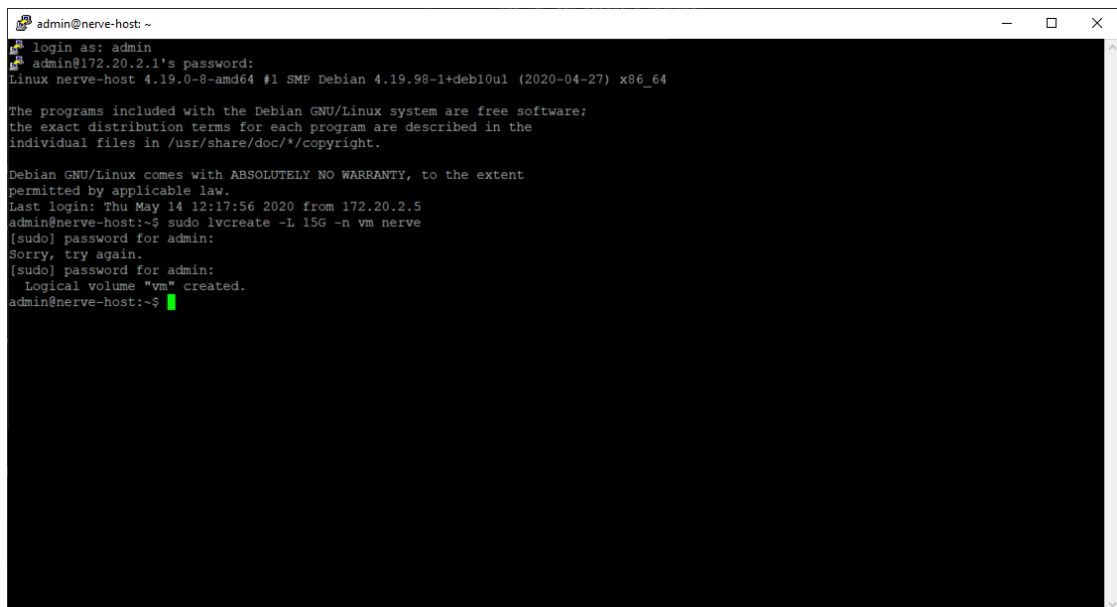 admin@nerve-host: ~
login as: admin
admin@172.20.2.1's password:
Linux nerve-host 4.19.0-8-amd64 #1 SMP Debian 4.19.98-1+deb10u1 (2020-04-27) x86_64
The programs included with the Debian GNU/Linux system are free software;
the exact distribution terms for each program are described in the
individual files in /usr/share/doc/*/copyright.
Debian GNU/Linux comes with ABSOLUTELY NO WARRANTY, to the extent
permitted by applicable law.
Last login: Thu May 14 12:17:56 2020 from 172.20.2.5
admin@nerve-host:~$ sudo lvcreate -L 15G -n vm nerve
[sudo] password for admin:
Sorry, try again.
[sudo] password for admin:
Logical volume "vm" created.
admin@nerve-host:~$